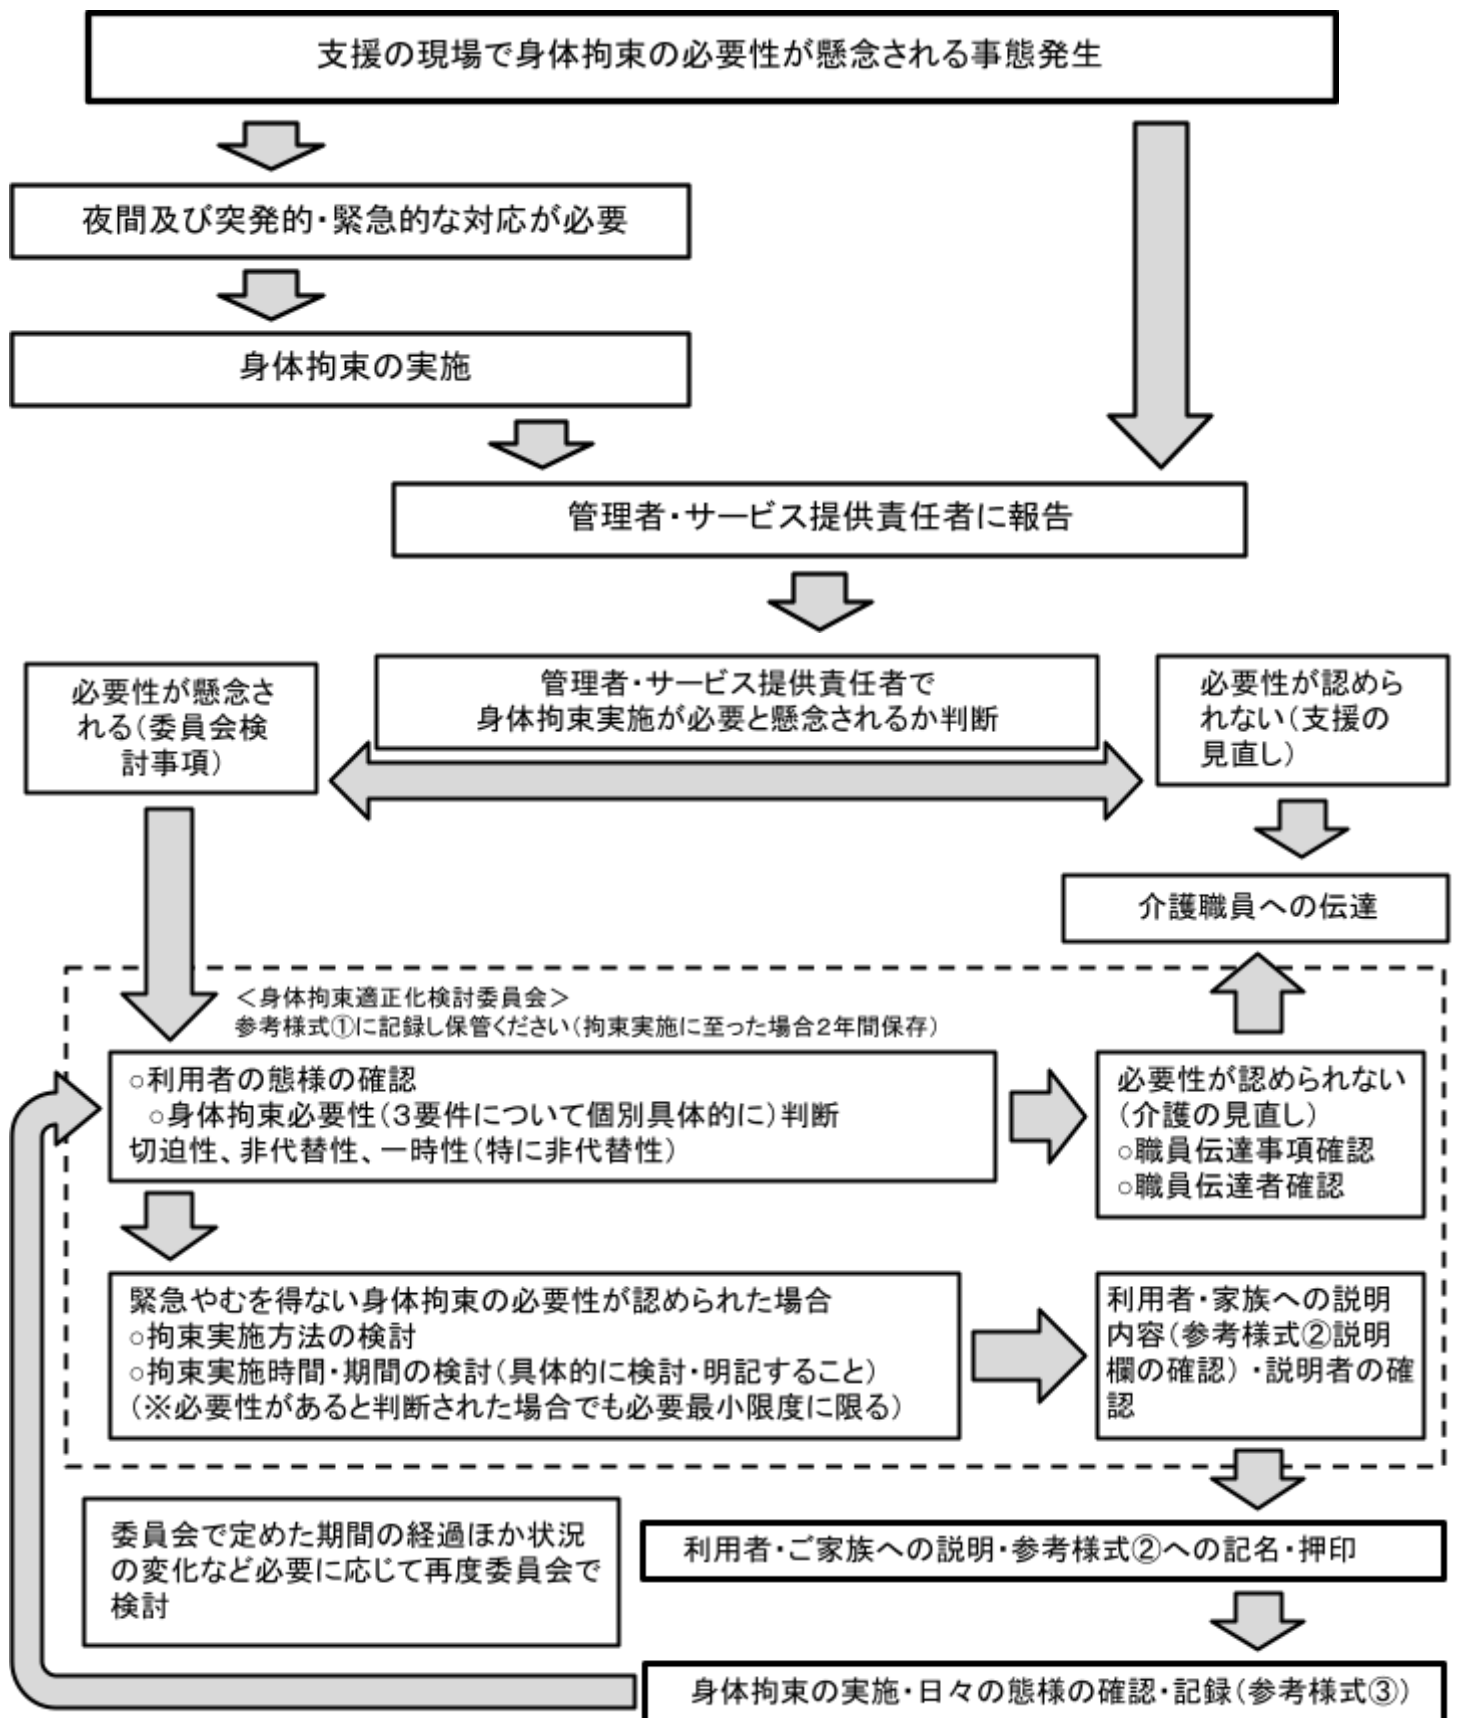 支援の現場で身体拘束の必要性が懸念される事態発生
夜間及び突発的・緊急的な対応が必要
身体拘束の実施
管理者・サービス提供責任者に報告
必要性が懸念さ
れる(委員会検
討事項)
管理者・サービス提供責任者で
身体拘束実施が必要と懸念されるか判断
必要性が認めら
れない(支援の
見直し)
介護職員への伝達
<身体拘束適正化検討委員会>
参考様式①に記録し保管ください(拘束実施に至った場合2年間保存)
○利用者の態様の確認
○身体拘束必要性(3要件について個別具体的に)判断
切迫性、非代替性、一時性(特に非代替性)
必要性が認められない
(介護の見直し)
○職員伝達事項確認
○職員伝達者確認
緊急やむを得ない身体拘束の必要性が認められた場合
○拘束実施方法の検討
○拘束実施時間・期間の検討(具体的に検討・明記すること)
(※必要性があると判断された場合でも必要最小限度に限る)
利用者・家族への説明
内容(参考様式②説明
欄の確認)・説明者の確
認
委員会で定めた期間の経過ほか状況
の変化など必要に応じて再度委員会で
検討
利用者・ご家族への説明・参考様式②への記名・押印
身体拘束の実施・日々の態様の確認・記録(参考様式③)